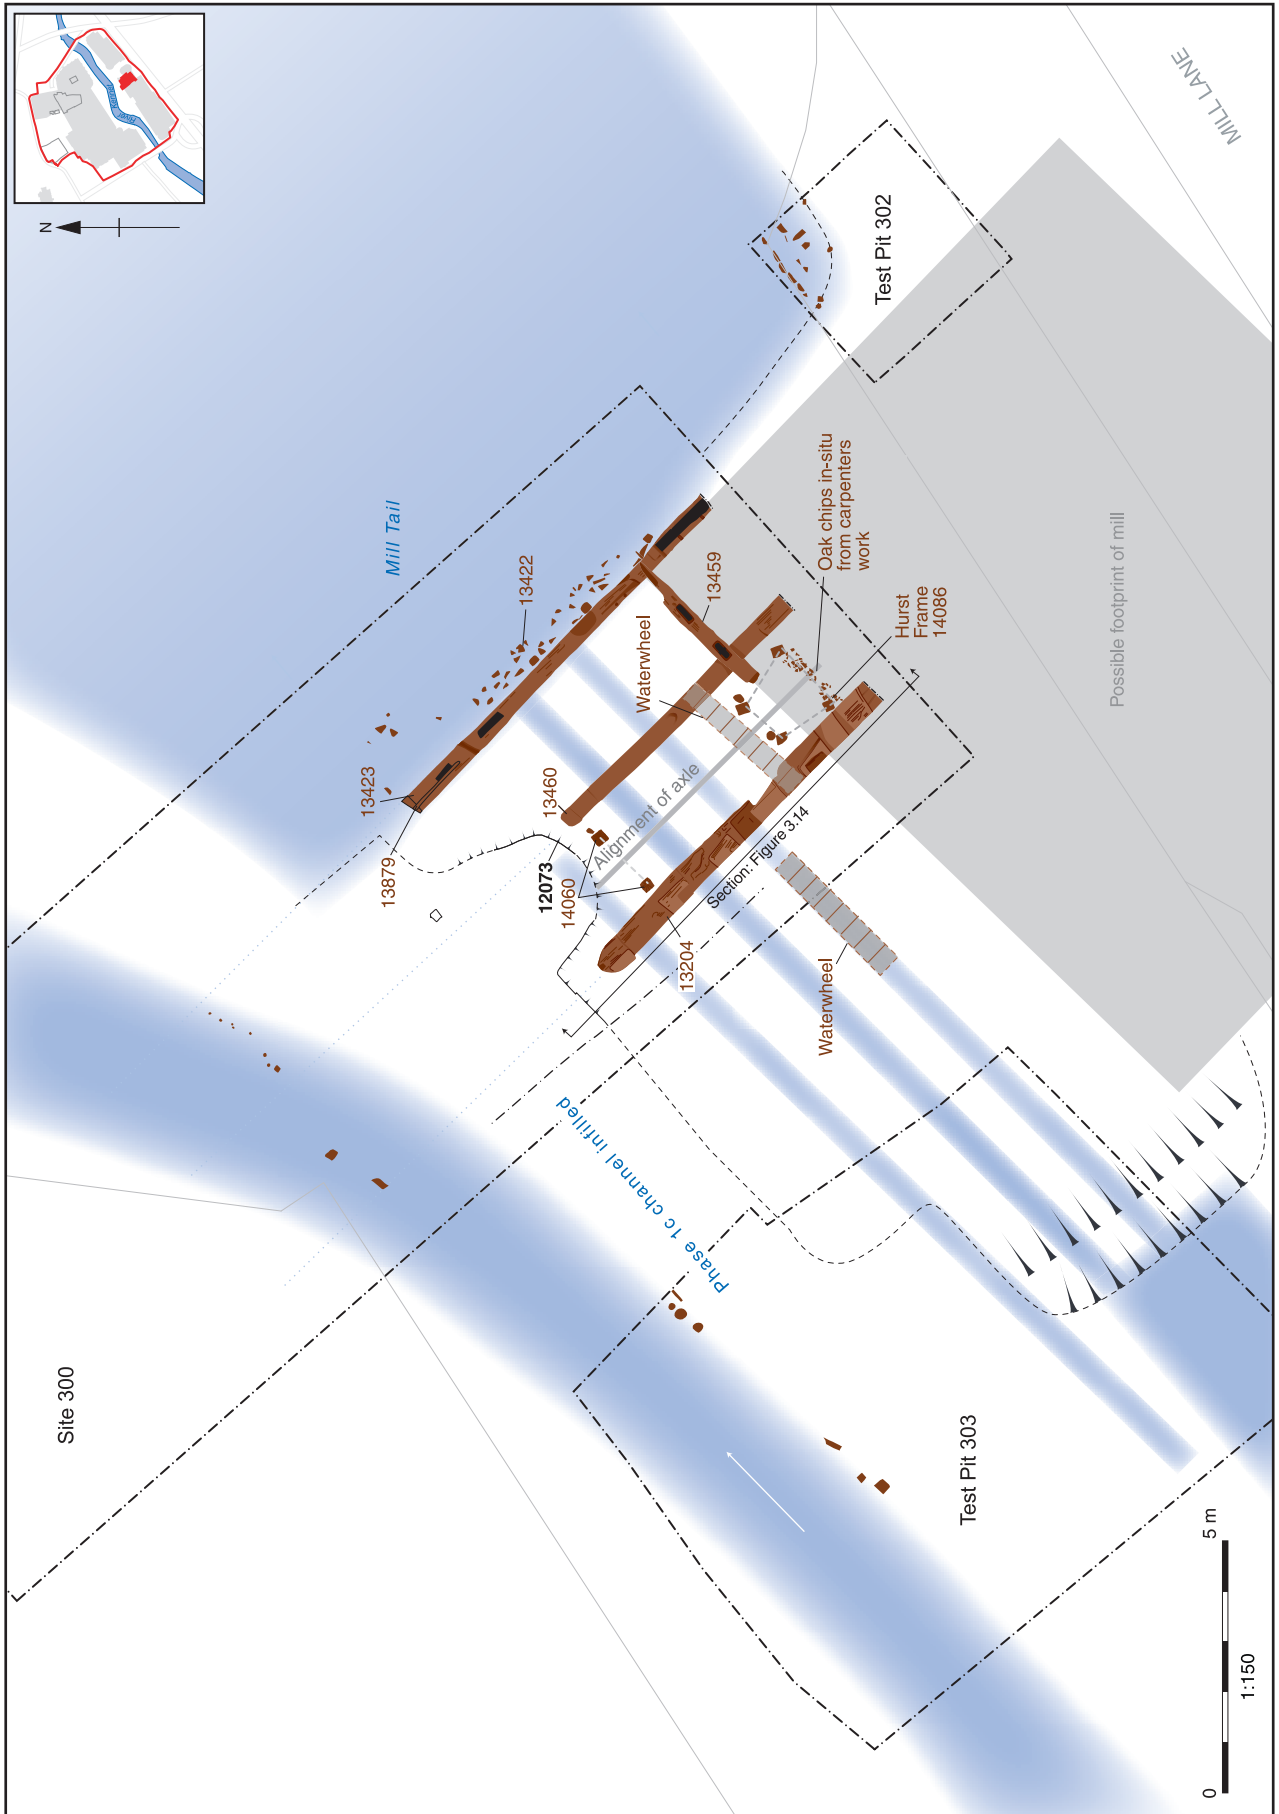 N
River Kennet
MILL LANE
Site 300
Mill Tail
Test Pit 302
13422
13423
13879
13459
Waterwheel
Oak chips in-situ
from carpenters
work
Hurst
Frame
14086
13460
Alignment of axle
12073
14060
13204
Section: Figure 3.14
Waterwheel
Possible footprint of mill
Phase 1c channel infilled
Test Pit 303
0
5 m
1:150